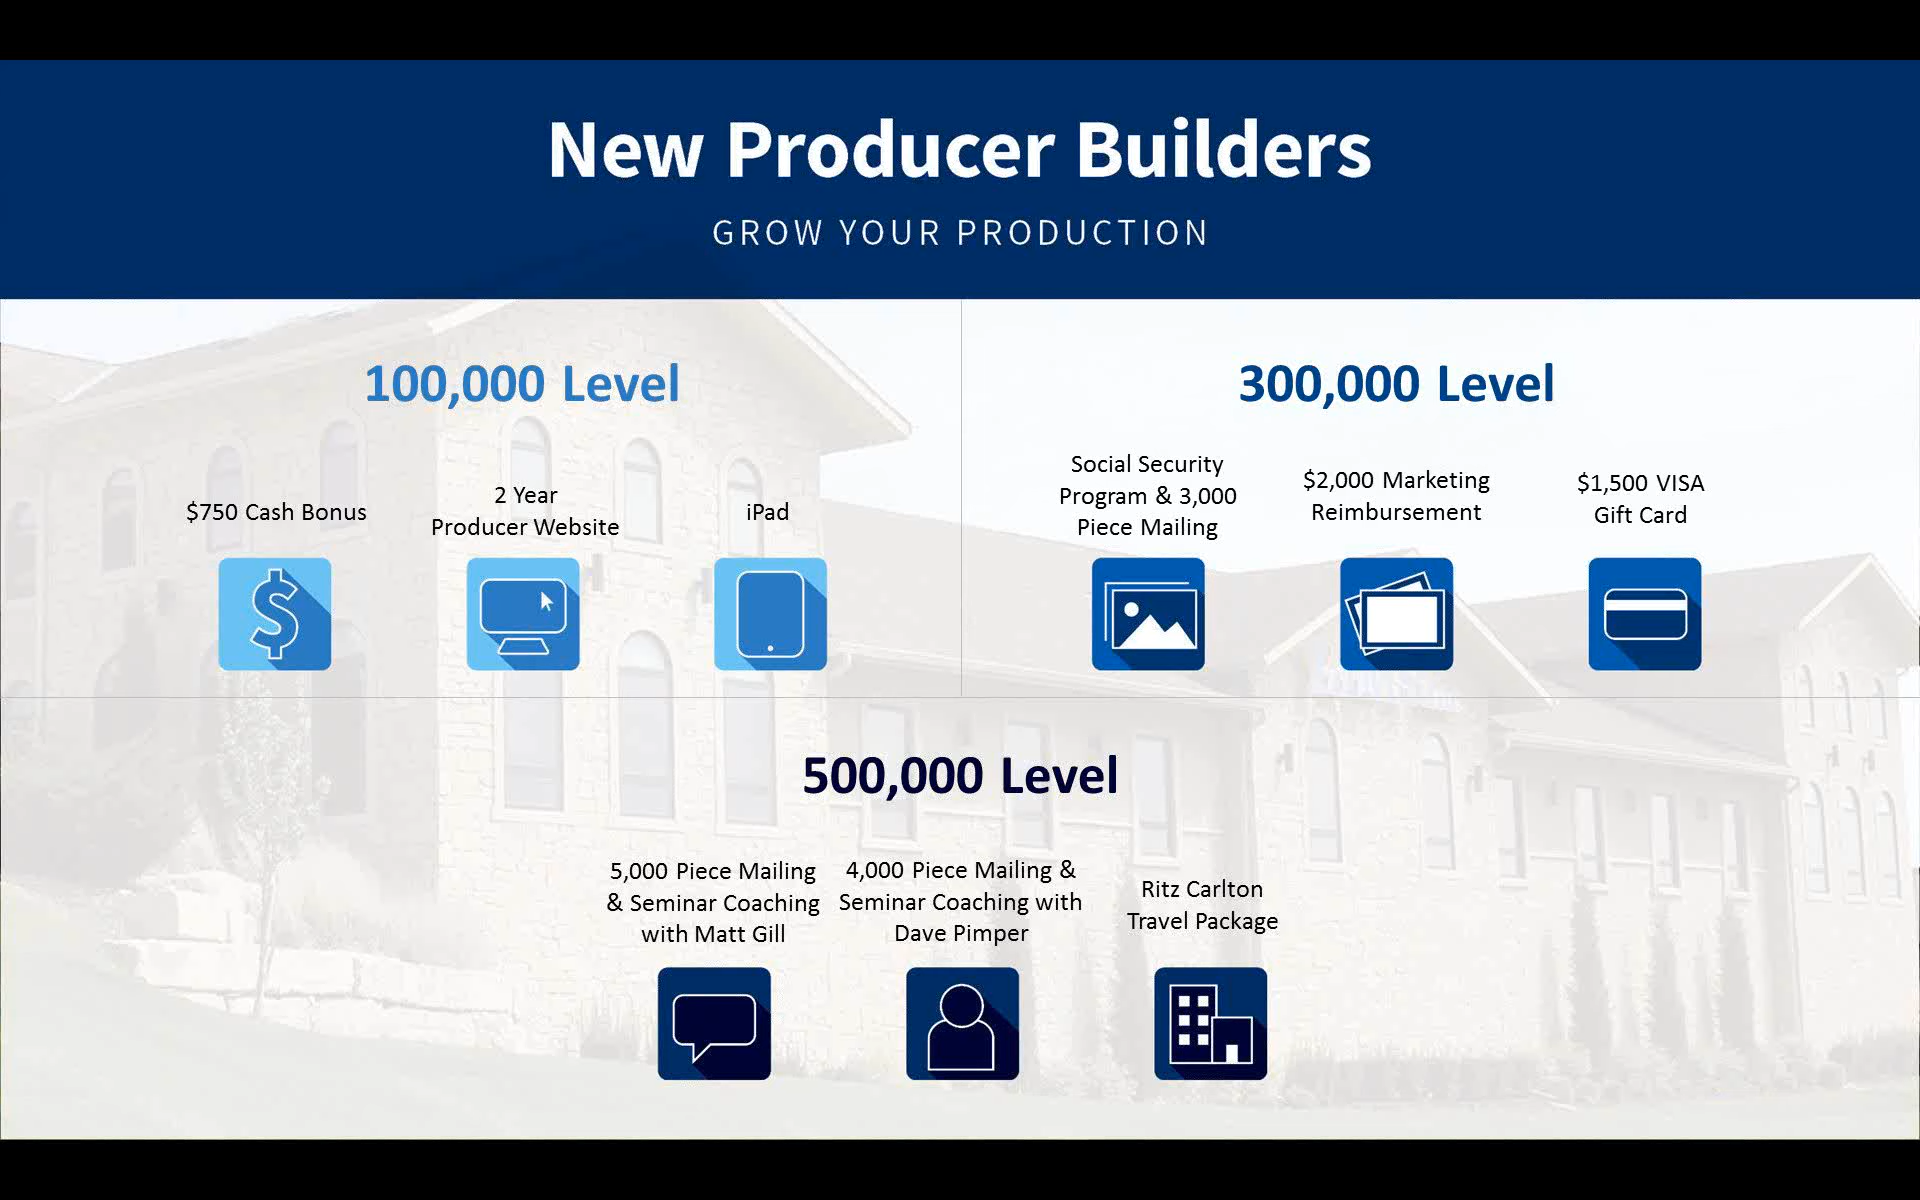 New Producer Builders
GROW YOUR PRODUCTION
100,000 Level
$750 Cash Bonus
2 Year
Producer Website
iPad
300,000 Level
Social Security
Program & 3,000
Piece Mailing
$2,000 Marketing
Reimbursement
$1,500 VISA
Gift Card
500,000 Level
5,000 Piece Mailing
& Seminar Coaching
with Matt Gill
4,000 Piece Mailing &
Seminar Coaching with
Dave Pimper
Ritz Carlton
Travel Package